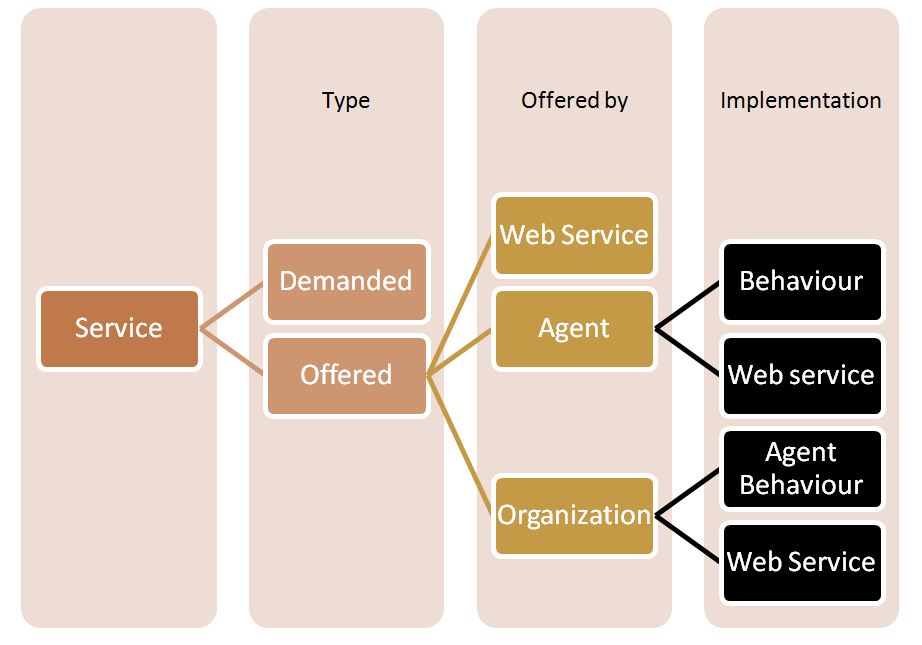 Type
Offered by
Implementation
Web Service
Demanded
Behaviour
Service
Agent
Offered
Web service
Agent
Behaviour
Organization
Web Service